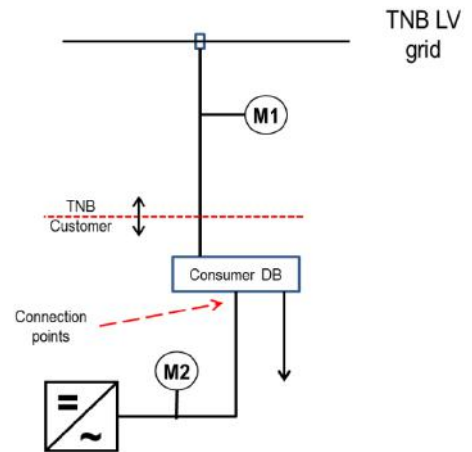 TNB LV
grid
M1
TNB
Customer
Consumer DB
Connection
points
M2
=
~